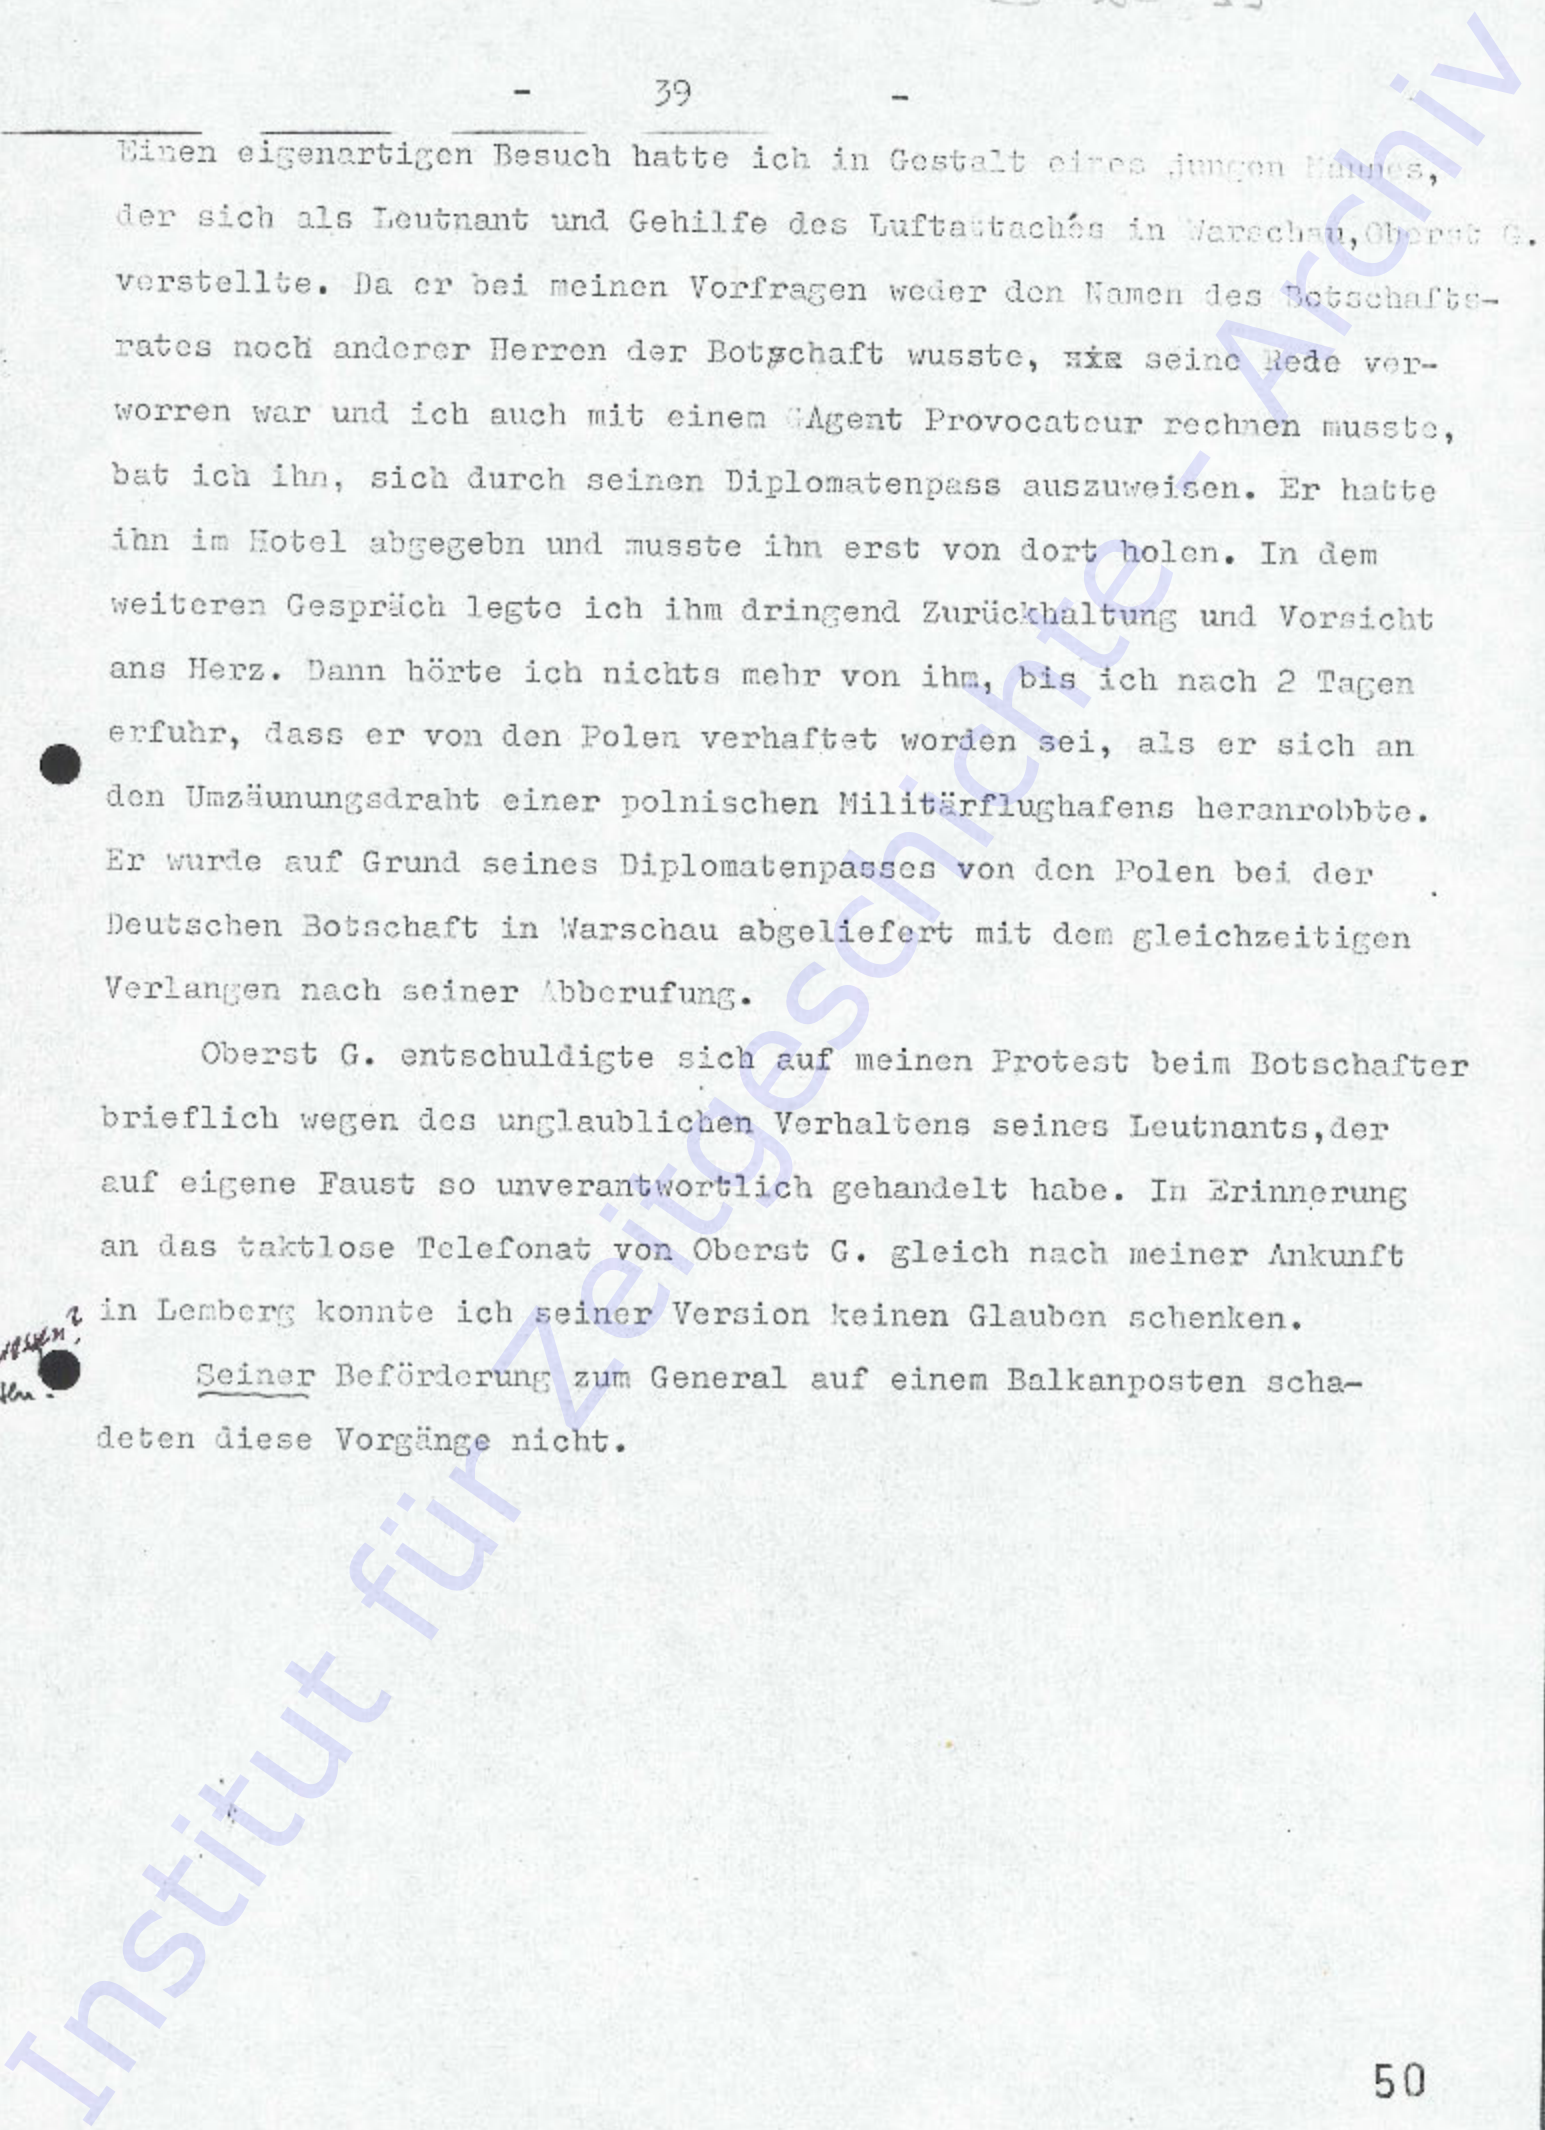 - 39 -
Einen eigenartigen Besuch hatte ich in Gestalt eines jungen Mannes,
der sich als Leutnant und Gehilfe des Luftattachés in Warschau,Oberst G.
verstellte. Da er bei meinen Vorfragen weder den Namen des Botschafts-
rates noch anderer Herren der Botschaft wusste, seine Rede ver-
worren war und ich auch mit einem Agent Provocateur rechnen musste,
bat ich ihn, sich durch seinen Diplomatenpass auszuweisen. Er hatte
ihn im Hotel abgegebn und musste ihn erst von dort holen. In dem
weiteren Gespräch legte ich ihm dringend Zurückhaltung und Vorsicht
ans Herz. Dann hörte ich nichts mehr von ihm, bis ich nach 2 Tagen
erfuhr, dass er von den Polen verhaftet worden sei, als er sich an
den Umzäunungsdraht einer polnischen Militärflughafens heranrobbte.
Er wurde auf Grund seines Diplomatenpasses von den Polen bei der
Deutschen Botschaft in Warschau abgeliefert mit dem gleichzeitigen
Verlangen nach seiner Abberufung.
Oberst G. entschuldigte sich auf meinen Protest beim Botschafter
brieflich wegen des unglaublichen Verhaltens seines Leutnants,der
auf eigene Faust so unverantwortlich gehandelt habe. In Erinnerung
an das taktlose Telefonat von Oberst G. gleich nach meiner Ankunft
in Lemberg konnte ich seiner Version keinen Glauben schenken.
Seiner Beförderung zum General auf einem Balkanposten scha-
deten diese Vorgänge nicht.
50
Institut für Zeitgeschichte - Archiv